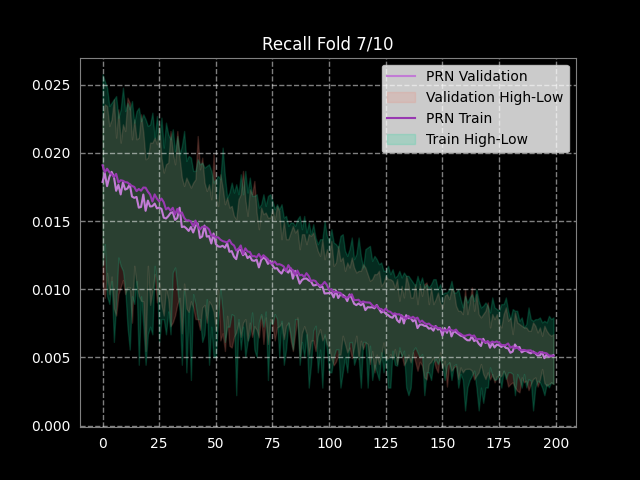 Recall Fold 7/10
PRN Validation
Validation High-Low
PRN Train
Train High-Low
0.025
0.020
0.015
0.010
0.005
0.000
0 25 50 75 100 125 150 175 200